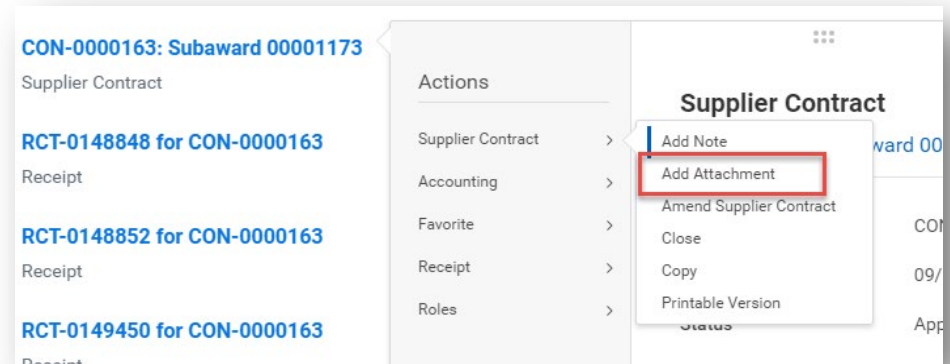 CON-0000163: Subaward 00001173
Supplier Contract
RCT-0148848 for CON-0000163
Receipt
RCT-0148852 for CON-0000163
Receipt
RCT-0149450 for CON-0000163
Receipt
Actions
Supplier Contract
Accounting
Favorite
Receipt
Roles
Supplier Contract
ward 00
Add Note
Add Attachment
Amend Supplier Contract
Close
Copy
Printable Version
CON
09/
Status
App